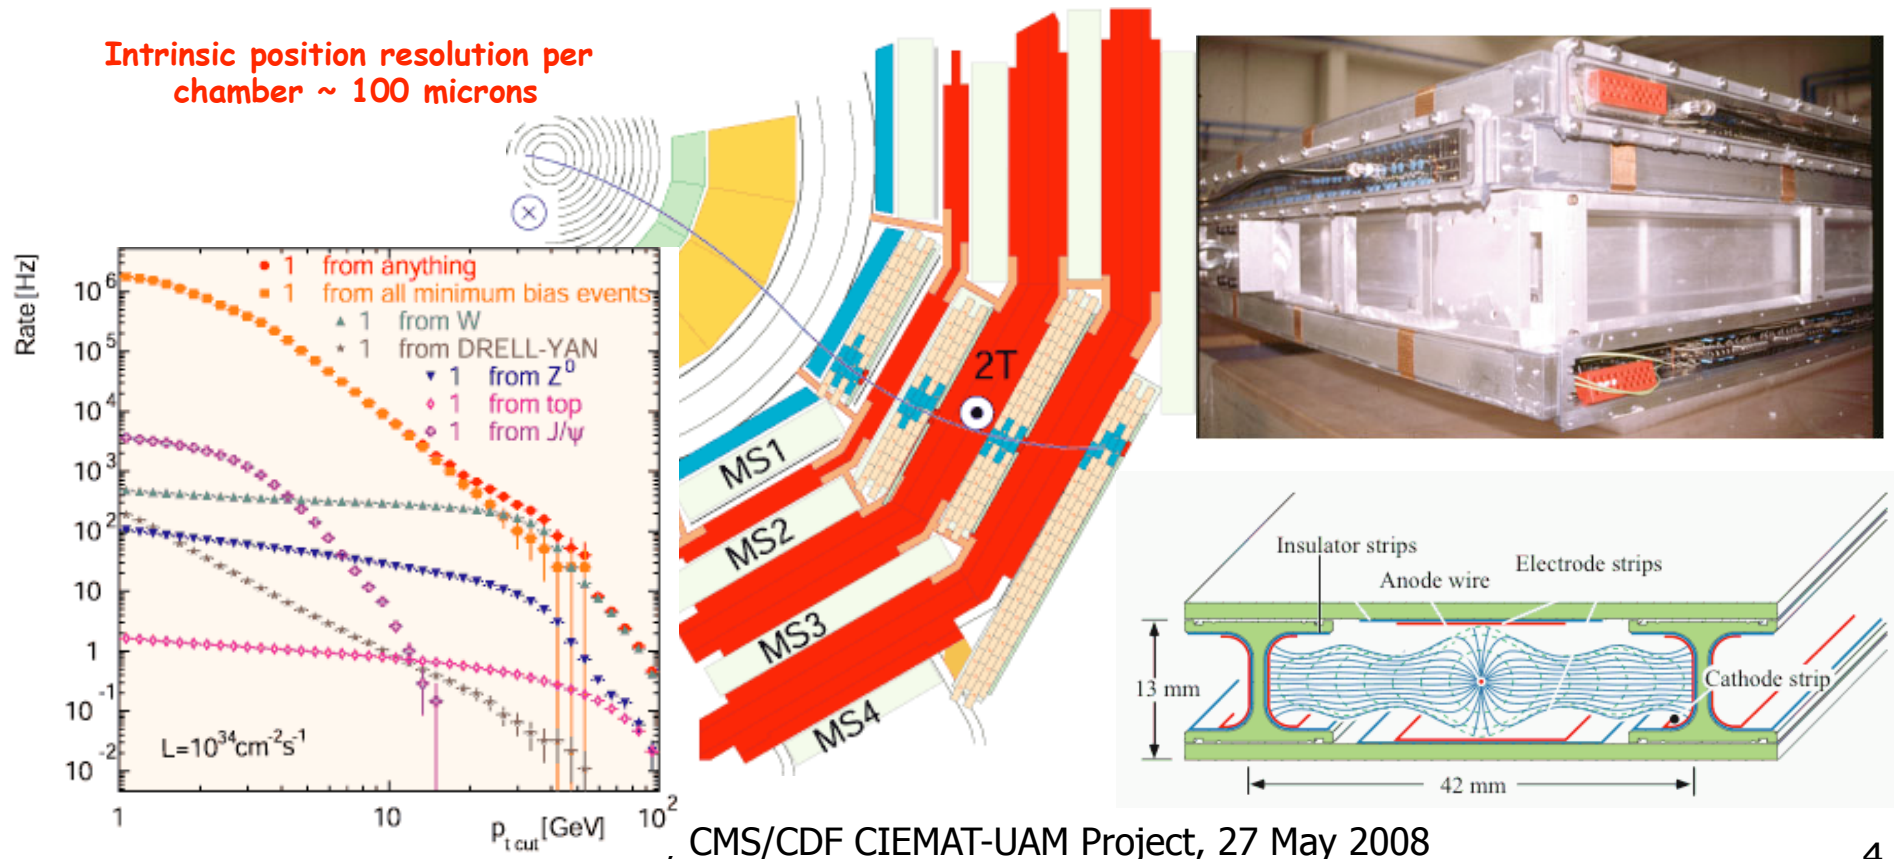 Intrinsic position resolution per
chamber ~ 100 microns
Rate [Hz]
10^6
10^5
10^4
10^3
10^2
10
1
10^-1
10^-2
1 from anything
1 from all minimum bias events
1 from W
1 from DRELL-YAN
1 from Z^0
1 from top
1 from J/ψ
L=10^34cm^-2s^-1
1
10
10^2
p_t cut [GeV]
2T
MS1
MS2
MS3
MS4
Insulator strips
Anode wire
Electrode strips
Cathode strip
13 mm
42 mm
, CMS/CDF CIEMAT-UAM Project, 27 May 2008
4